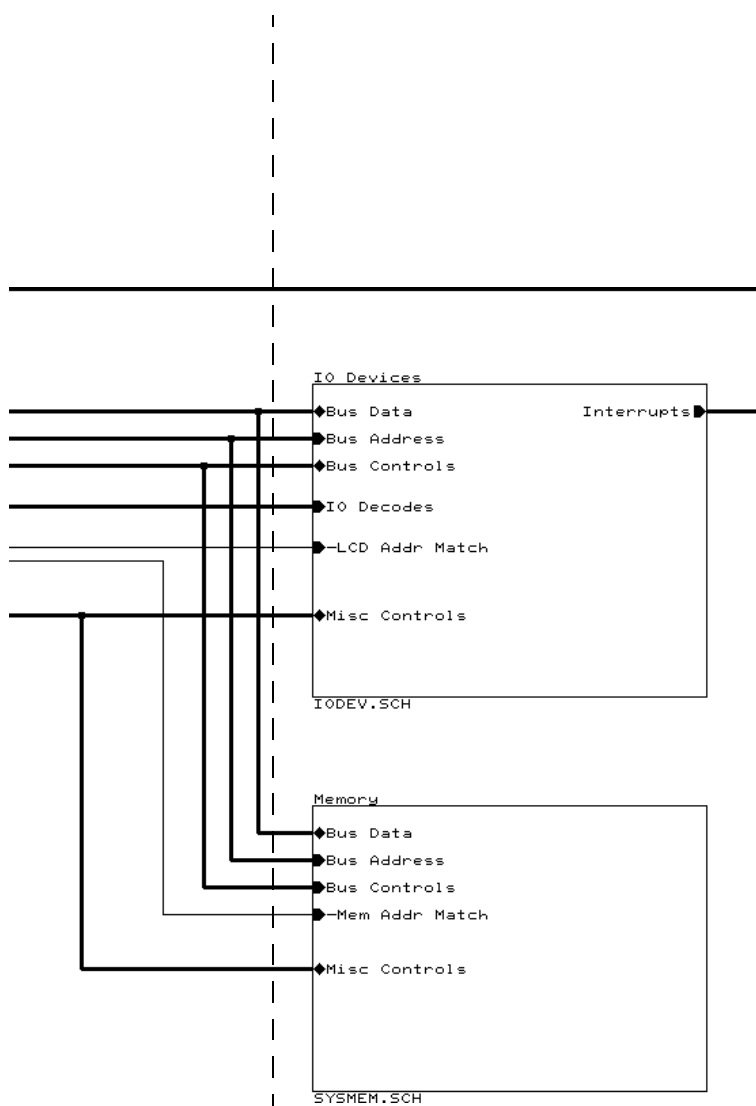 IO Devices
Bus Data
Interrupts
Bus Address
Bus Controls
IO Decodes
-LCD Addr Match
Misc Controls
IODEV.SCH
Memory
Bus Data
Bus Address
Bus Controls
-Mem Addr Match
Misc Controls
SYSMEM.SCH